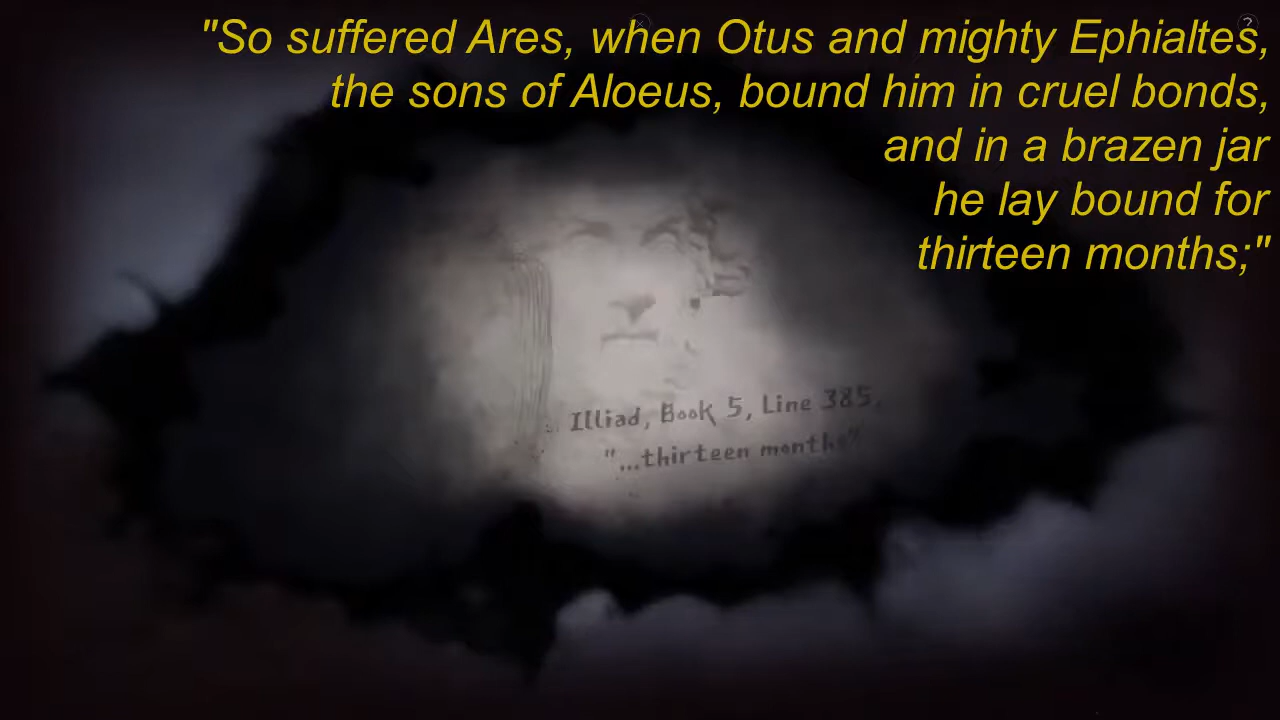 "So suffered Ares, when Otus and mighty Ephialtes,
the sons of Aloeus, bound him in cruel bonds,
and in a brazen jar
he lay bound for
thirteen months;"
Illiad, Book 5, Line 385.
"...thirteen months"
?